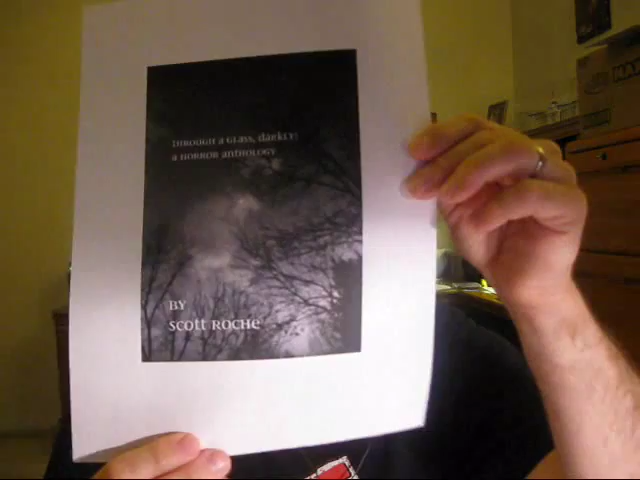 THROUGH A GLASS, DARKLY:
A HORROR ANTHOLOGY
BY
SCOTT ROCHE